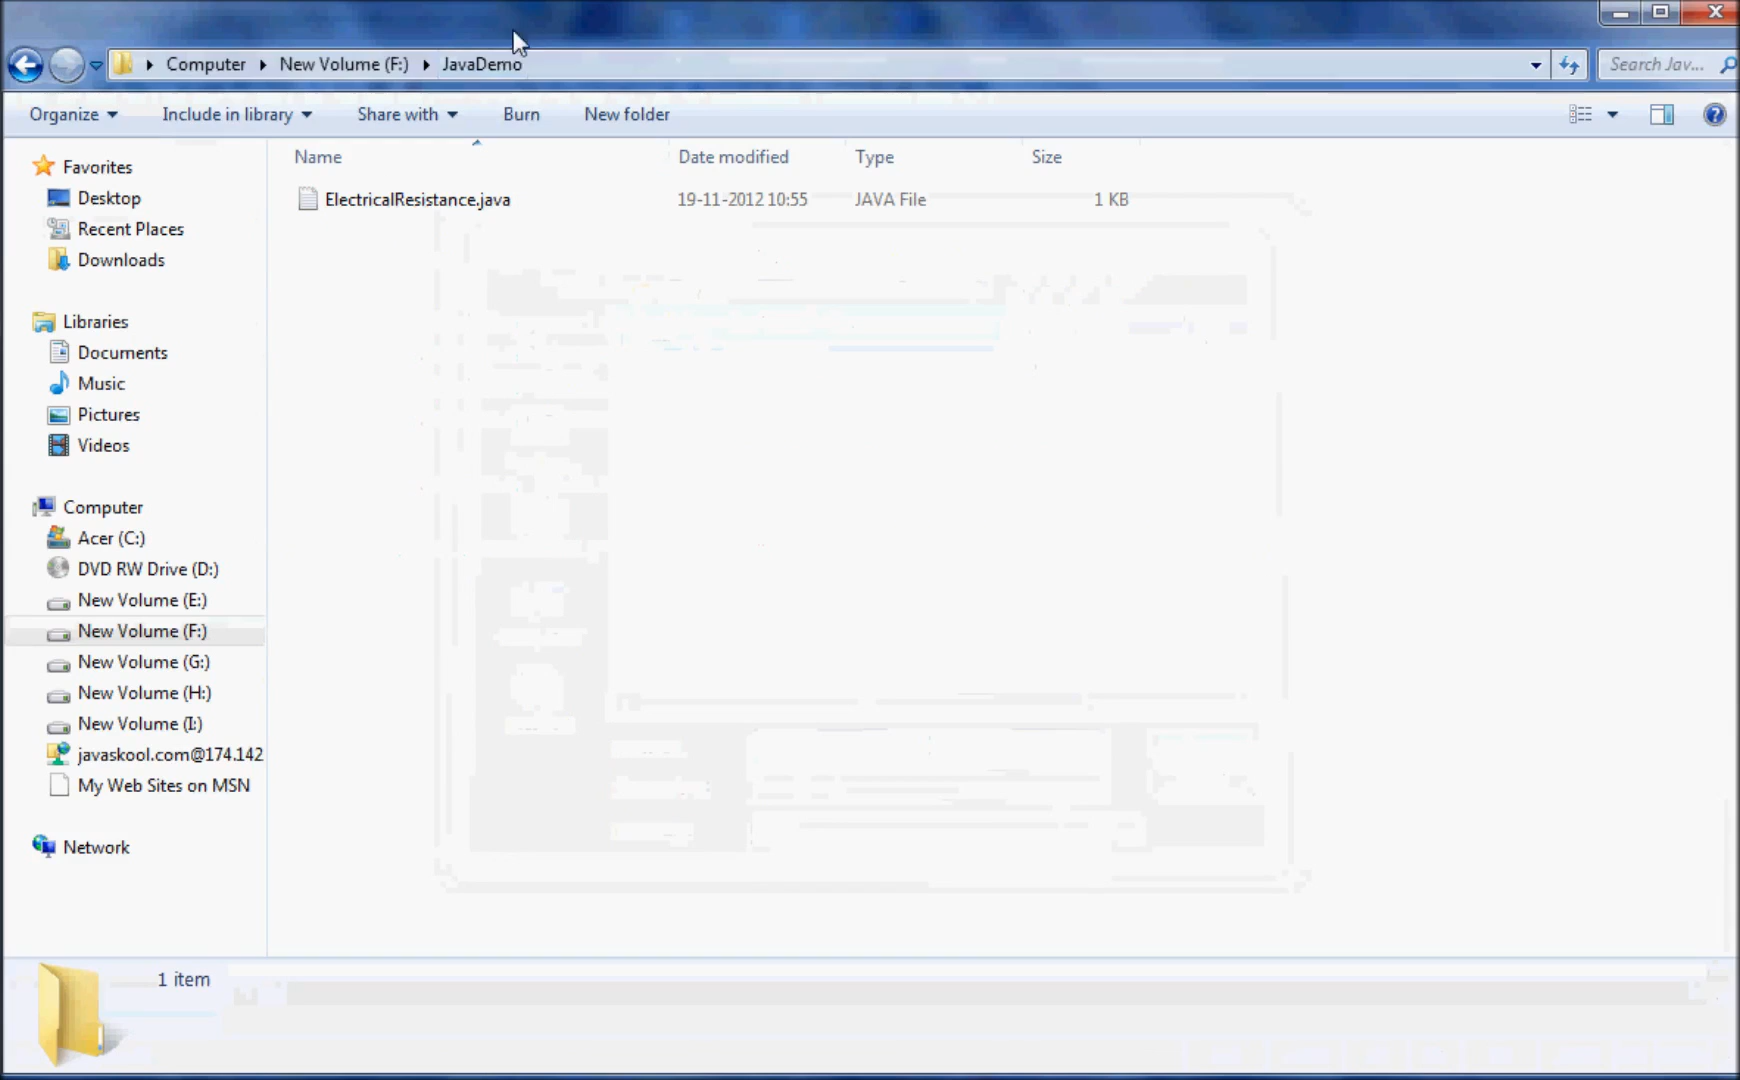 Computer New Volume (F:) JavaDemo
Search Jav...
Organize Include in library Share with Burn New folder
Name Date modified Type Size
ElectricalResistance.java 19-11-2012 10:55 JAVA File 1 KB
Favorites
Desktop
Recent Places
Downloads
Libraries
Documents
Music
Pictures
Videos
Computer
Acer (C:)
DVD RW Drive (D:)
New Volume (E:)
New Volume (F:)
New Volume (G:)
New Volume (H:)
New Volume (I:)
javaskool.com@174.142
My Web Sites on MSN
Network
1 item